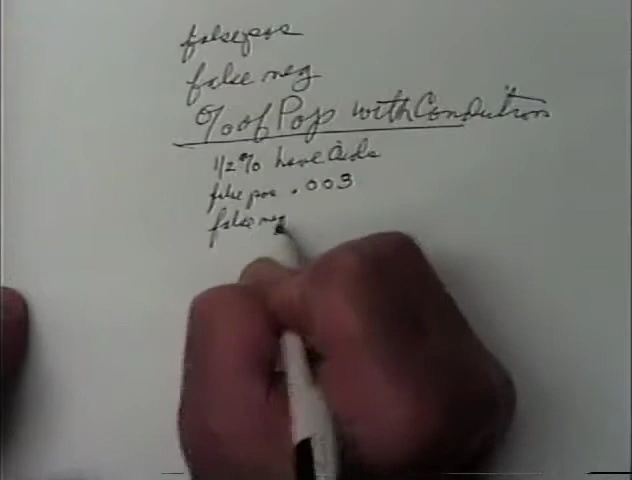 false pos
false neg
% of Pop with Condition
1/2 % have Aids
false pos .003
false neg